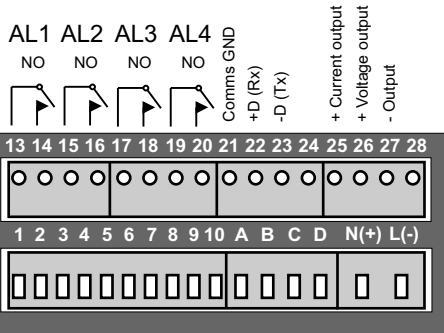 AL1 AL2 AL3 AL4
NO NO NO NO
Comms GND
+D (Rx)
-D (Tx)
+ Current output
+ Voltage output
- Output
13 14 15 16 17 18 19 20 21 22 23 24 25 26 27 28
1 2 3 4 5 6 7 8 9 10 A B C D N(+) L(-)